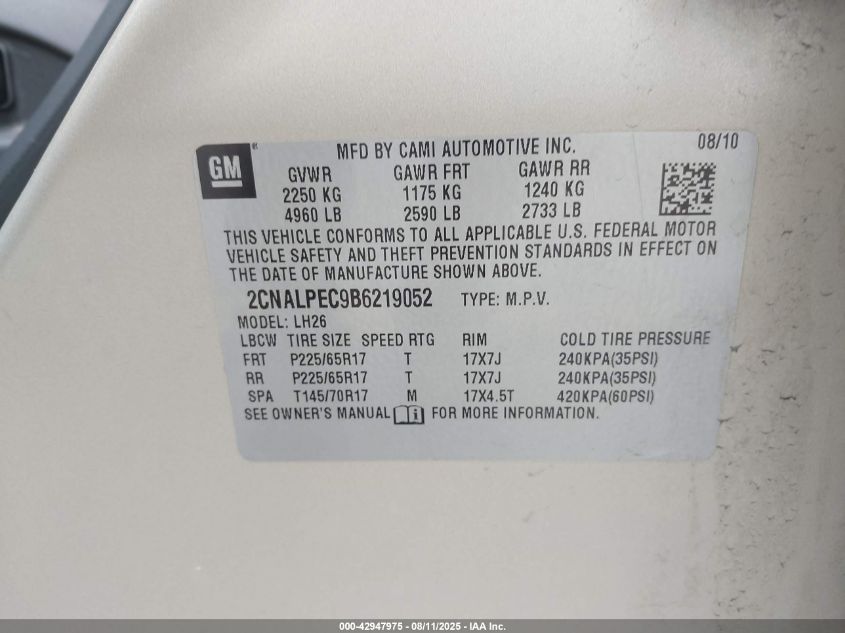 GM
MFD BY CAMI AUTOMOTIVE INC. 08/10
GVWR GAWR FRT GAWR RR
2250 KG 1175 KG 1240 KG
4960 LB 2590 LB 2733 LB
THIS VEHICLE CONFORMS TO ALL APPLICABLE U.S. FEDERAL MOTOR
VEHICLE SAFETY AND THEFT PREVENTION STANDARDS IN EFFECT ON
THE DATE OF MANUFACTURE SHOWN ABOVE.
2CNALPEC9B6219052 TYPE: M.P.V.
MODEL: LH26
LBCW TIRE SIZE SPEED RTG RIM COLD TIRE PRESSURE
FRT P225/65R17 T 17X7J 240KPA(35PSI)
RR P225/65R17 T 17X7J 240KPA(35PSI)
SPA T145/70R17 M 17X4.5T 420KPA(60PSI)
SEE OWNER'S MANUAL i FOR MORE INFORMATION.
000-42947975 - 08/11/2025 - IAA Inc.